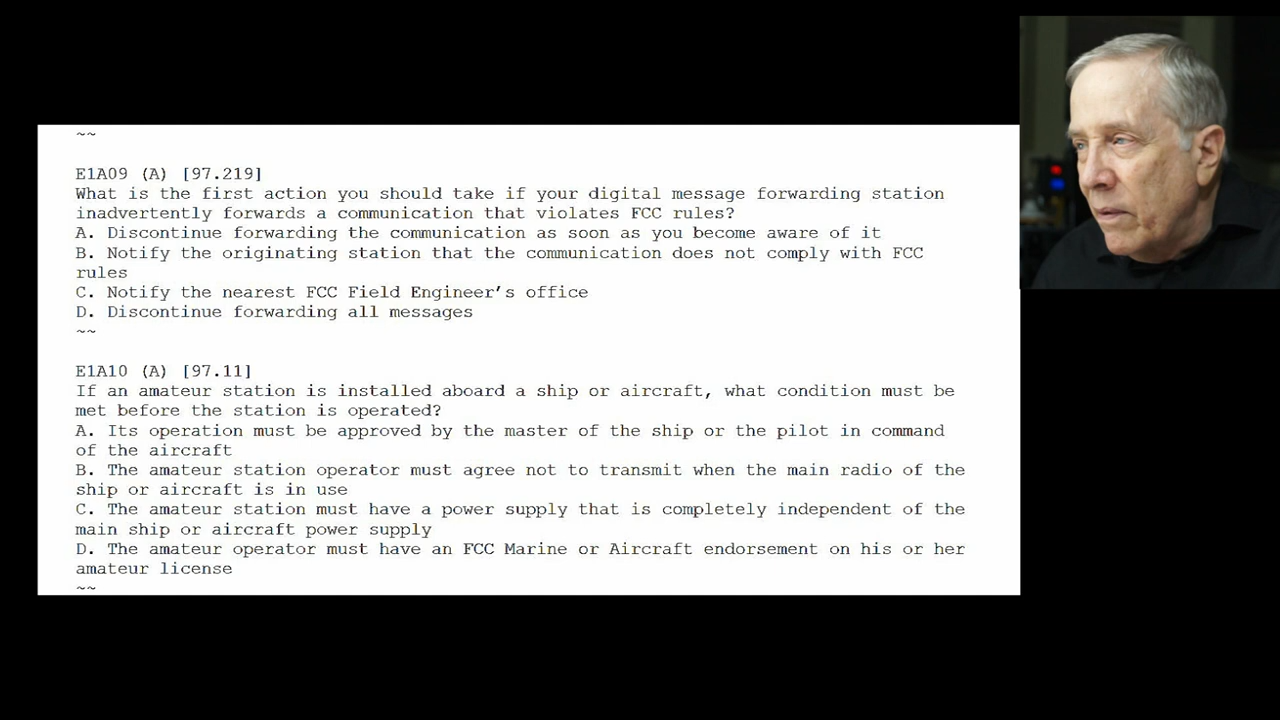 ~~
E1A09 (A) [97.219]
What is the first action you should take if your digital message forwarding station
inadvertently forwards a communication that violates FCC rules?
A. Discontinue forwarding the communication as soon as you become aware of it
B. Notify the originating station that the communication does not comply with FCC
rules
C. Notify the nearest FCC Field Engineer’s office
D. Discontinue forwarding all messages
~~
E1A10 (A) [97.11]
If an amateur station is installed aboard a ship or aircraft, what condition must be
met before the station is operated?
A. Its operation must be approved by the master of the ship or the pilot in command
of the aircraft
B. The amateur station operator must agree not to transmit when the main radio of the
ship or aircraft is in use
C. The amateur station must have a power supply that is completely independent of the
main ship or aircraft power supply
D. The amateur operator must have an FCC Marine or Aircraft endorsement on his or her
amateur license
~~